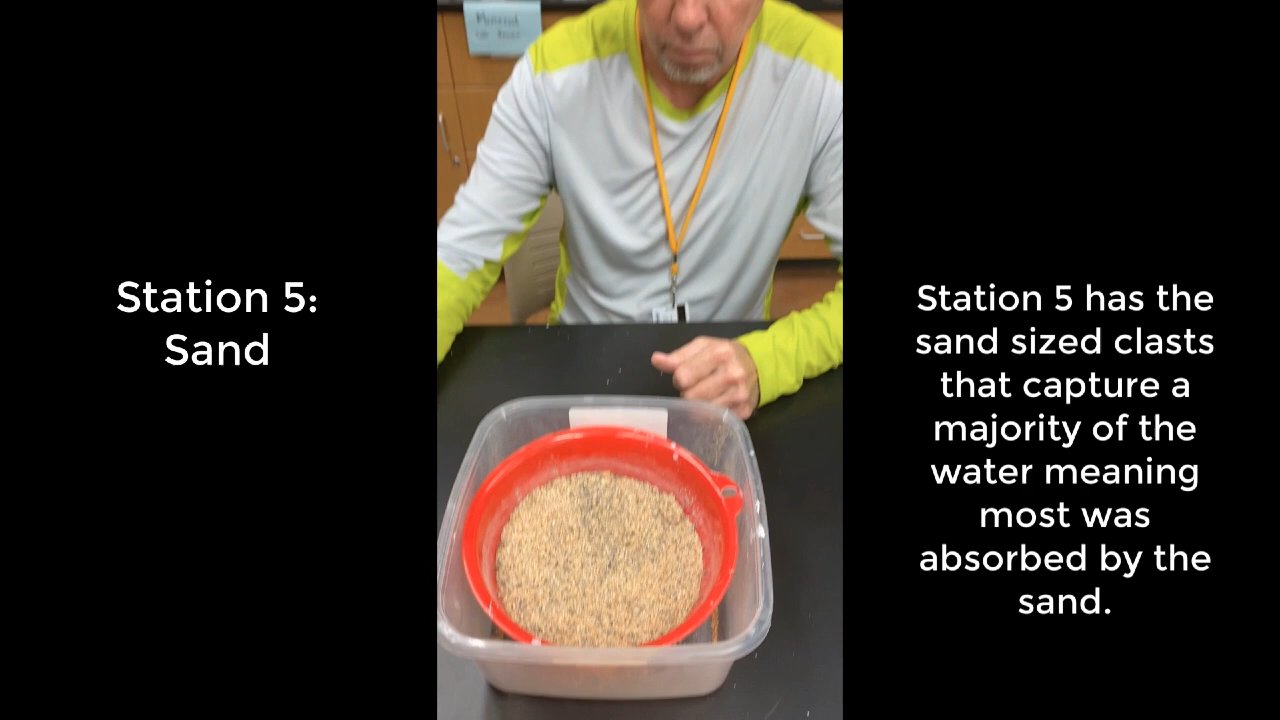 Station 5:
Sand
Station 5 has the
sand sized clasts
that capture a
majority of the
water meaning
most was
absorbed by the
sand.